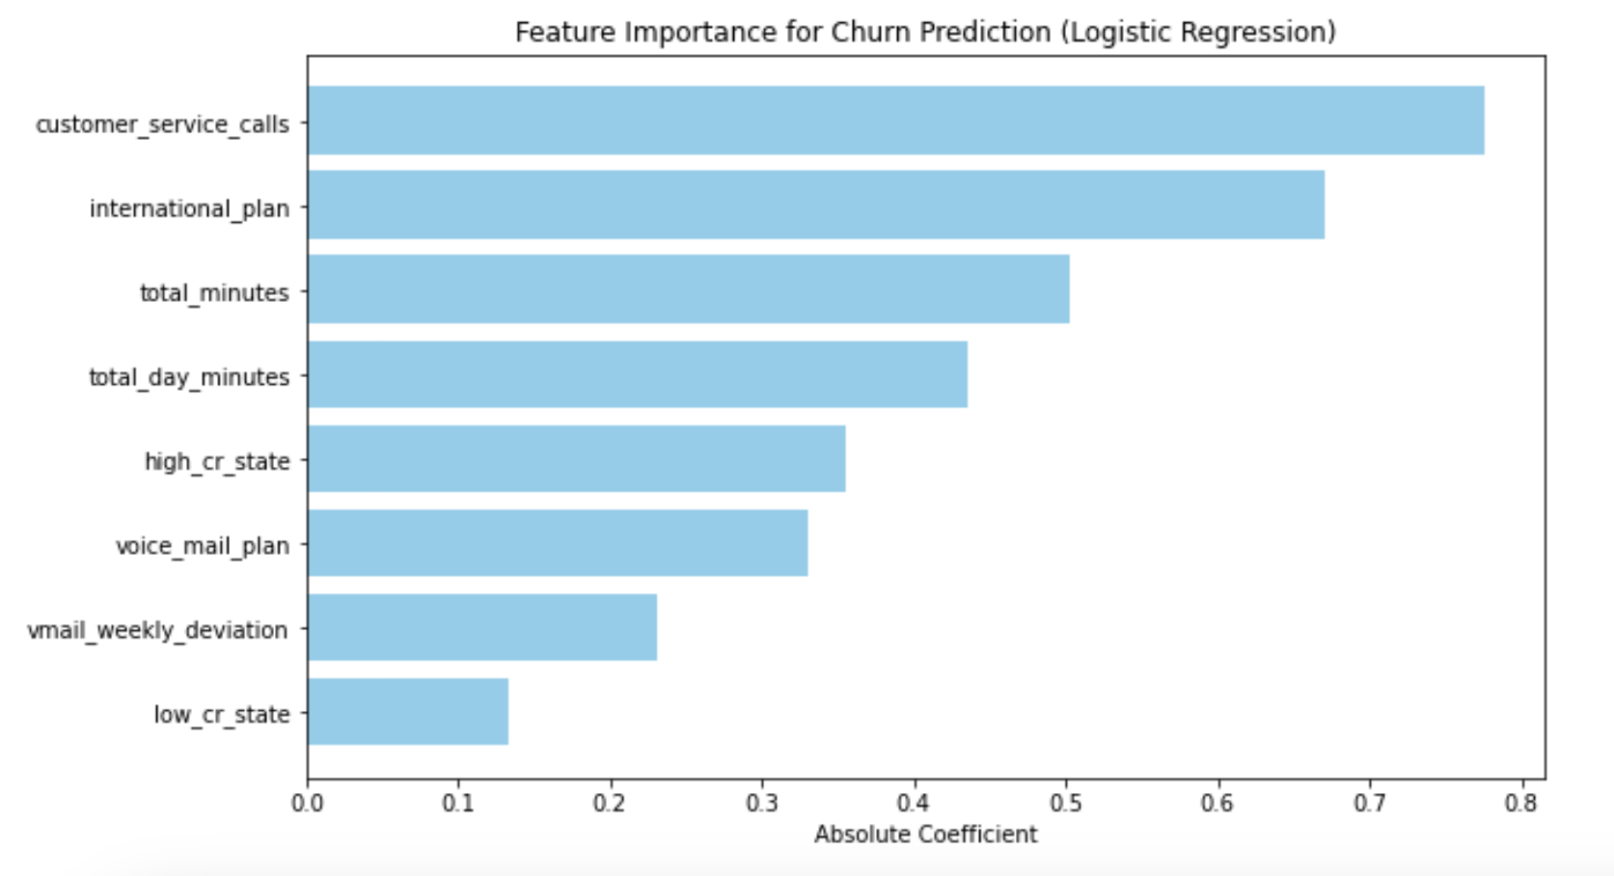 Feature Importance for Churn Prediction (Logistic Regression)
customer_service_calls
international_plan
total_minutes
total_day_minutes
high_cr_state
voice_mail_plan
vmail_weekly_deviation
low_cr_state
0.0 0.1 0.2 0.3 0.4 0.5 0.6 0.7 0.8
Absolute Coefficient